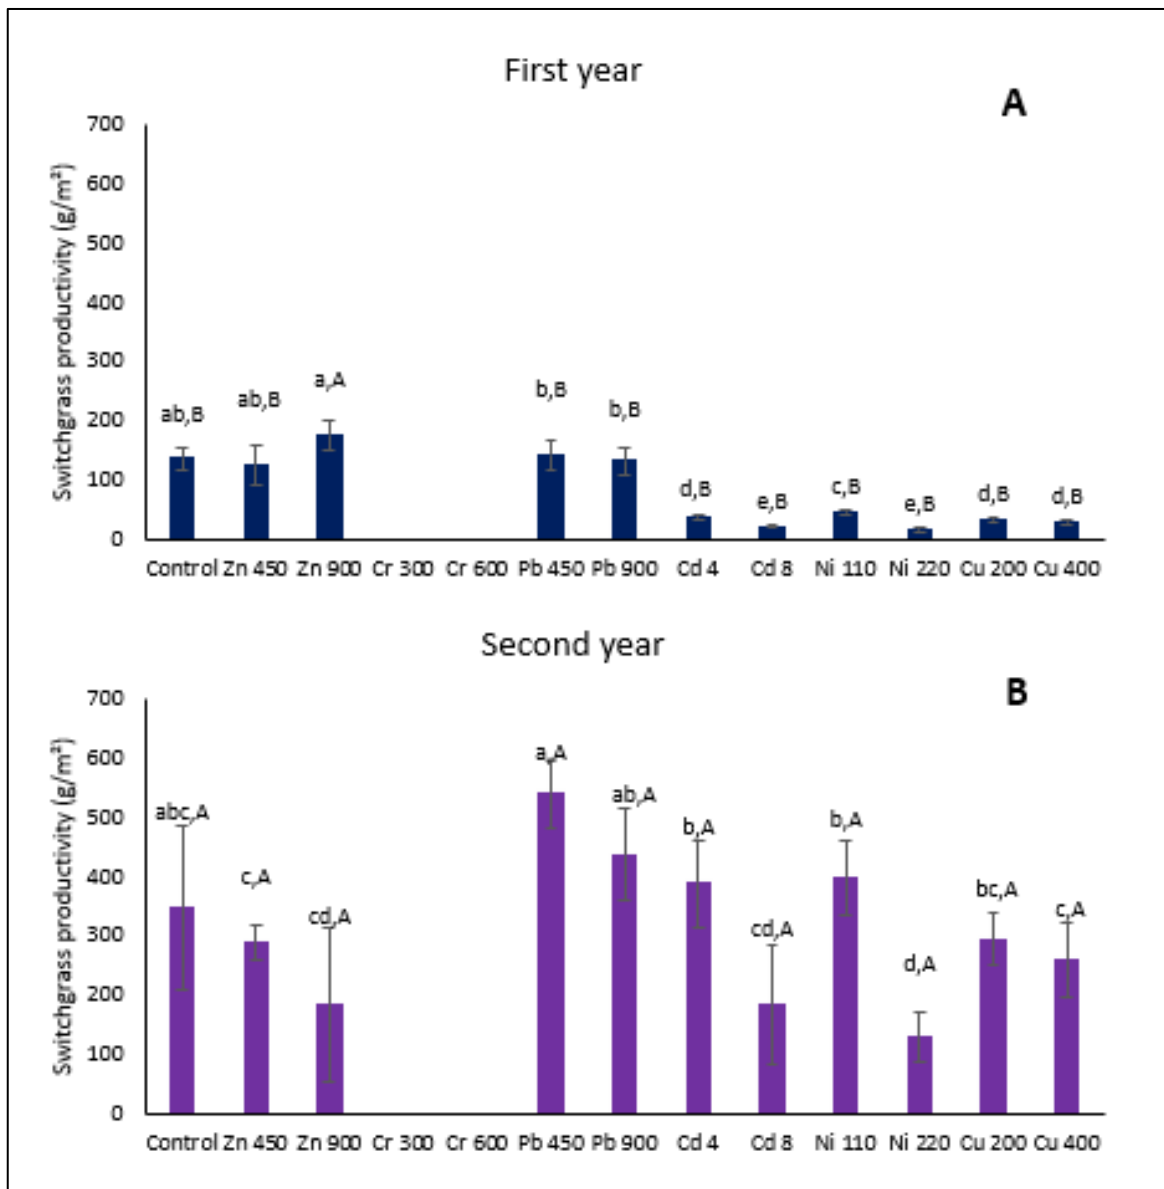 First year
A
Switchgrass productivity (g/m²)
700
600
500
400
300
200
100
0
ab,B ab,B a,A b,B b,B d,B e,B c,B e,B d,B d,B
Control Zn 450 Zn 900 Cr 300 Cr 600 Pb 450 Pb 900 Cd 4 Cd 8 Ni 110 Ni 220 Cu 200 Cu 400
Second year
B
Switchgrass productivity (g/m²)
700
600
500
400
300
200
100
0
abc,A c,A cd,A a,A ab,A b,A cd,A b,A d,A bc,A c,A
Control Zn 450 Zn 900 Cr 300 Cr 600 Pb 450 Pb 900 Cd 4 Cd 8 Ni 110 Ni 220 Cu 200 Cu 400